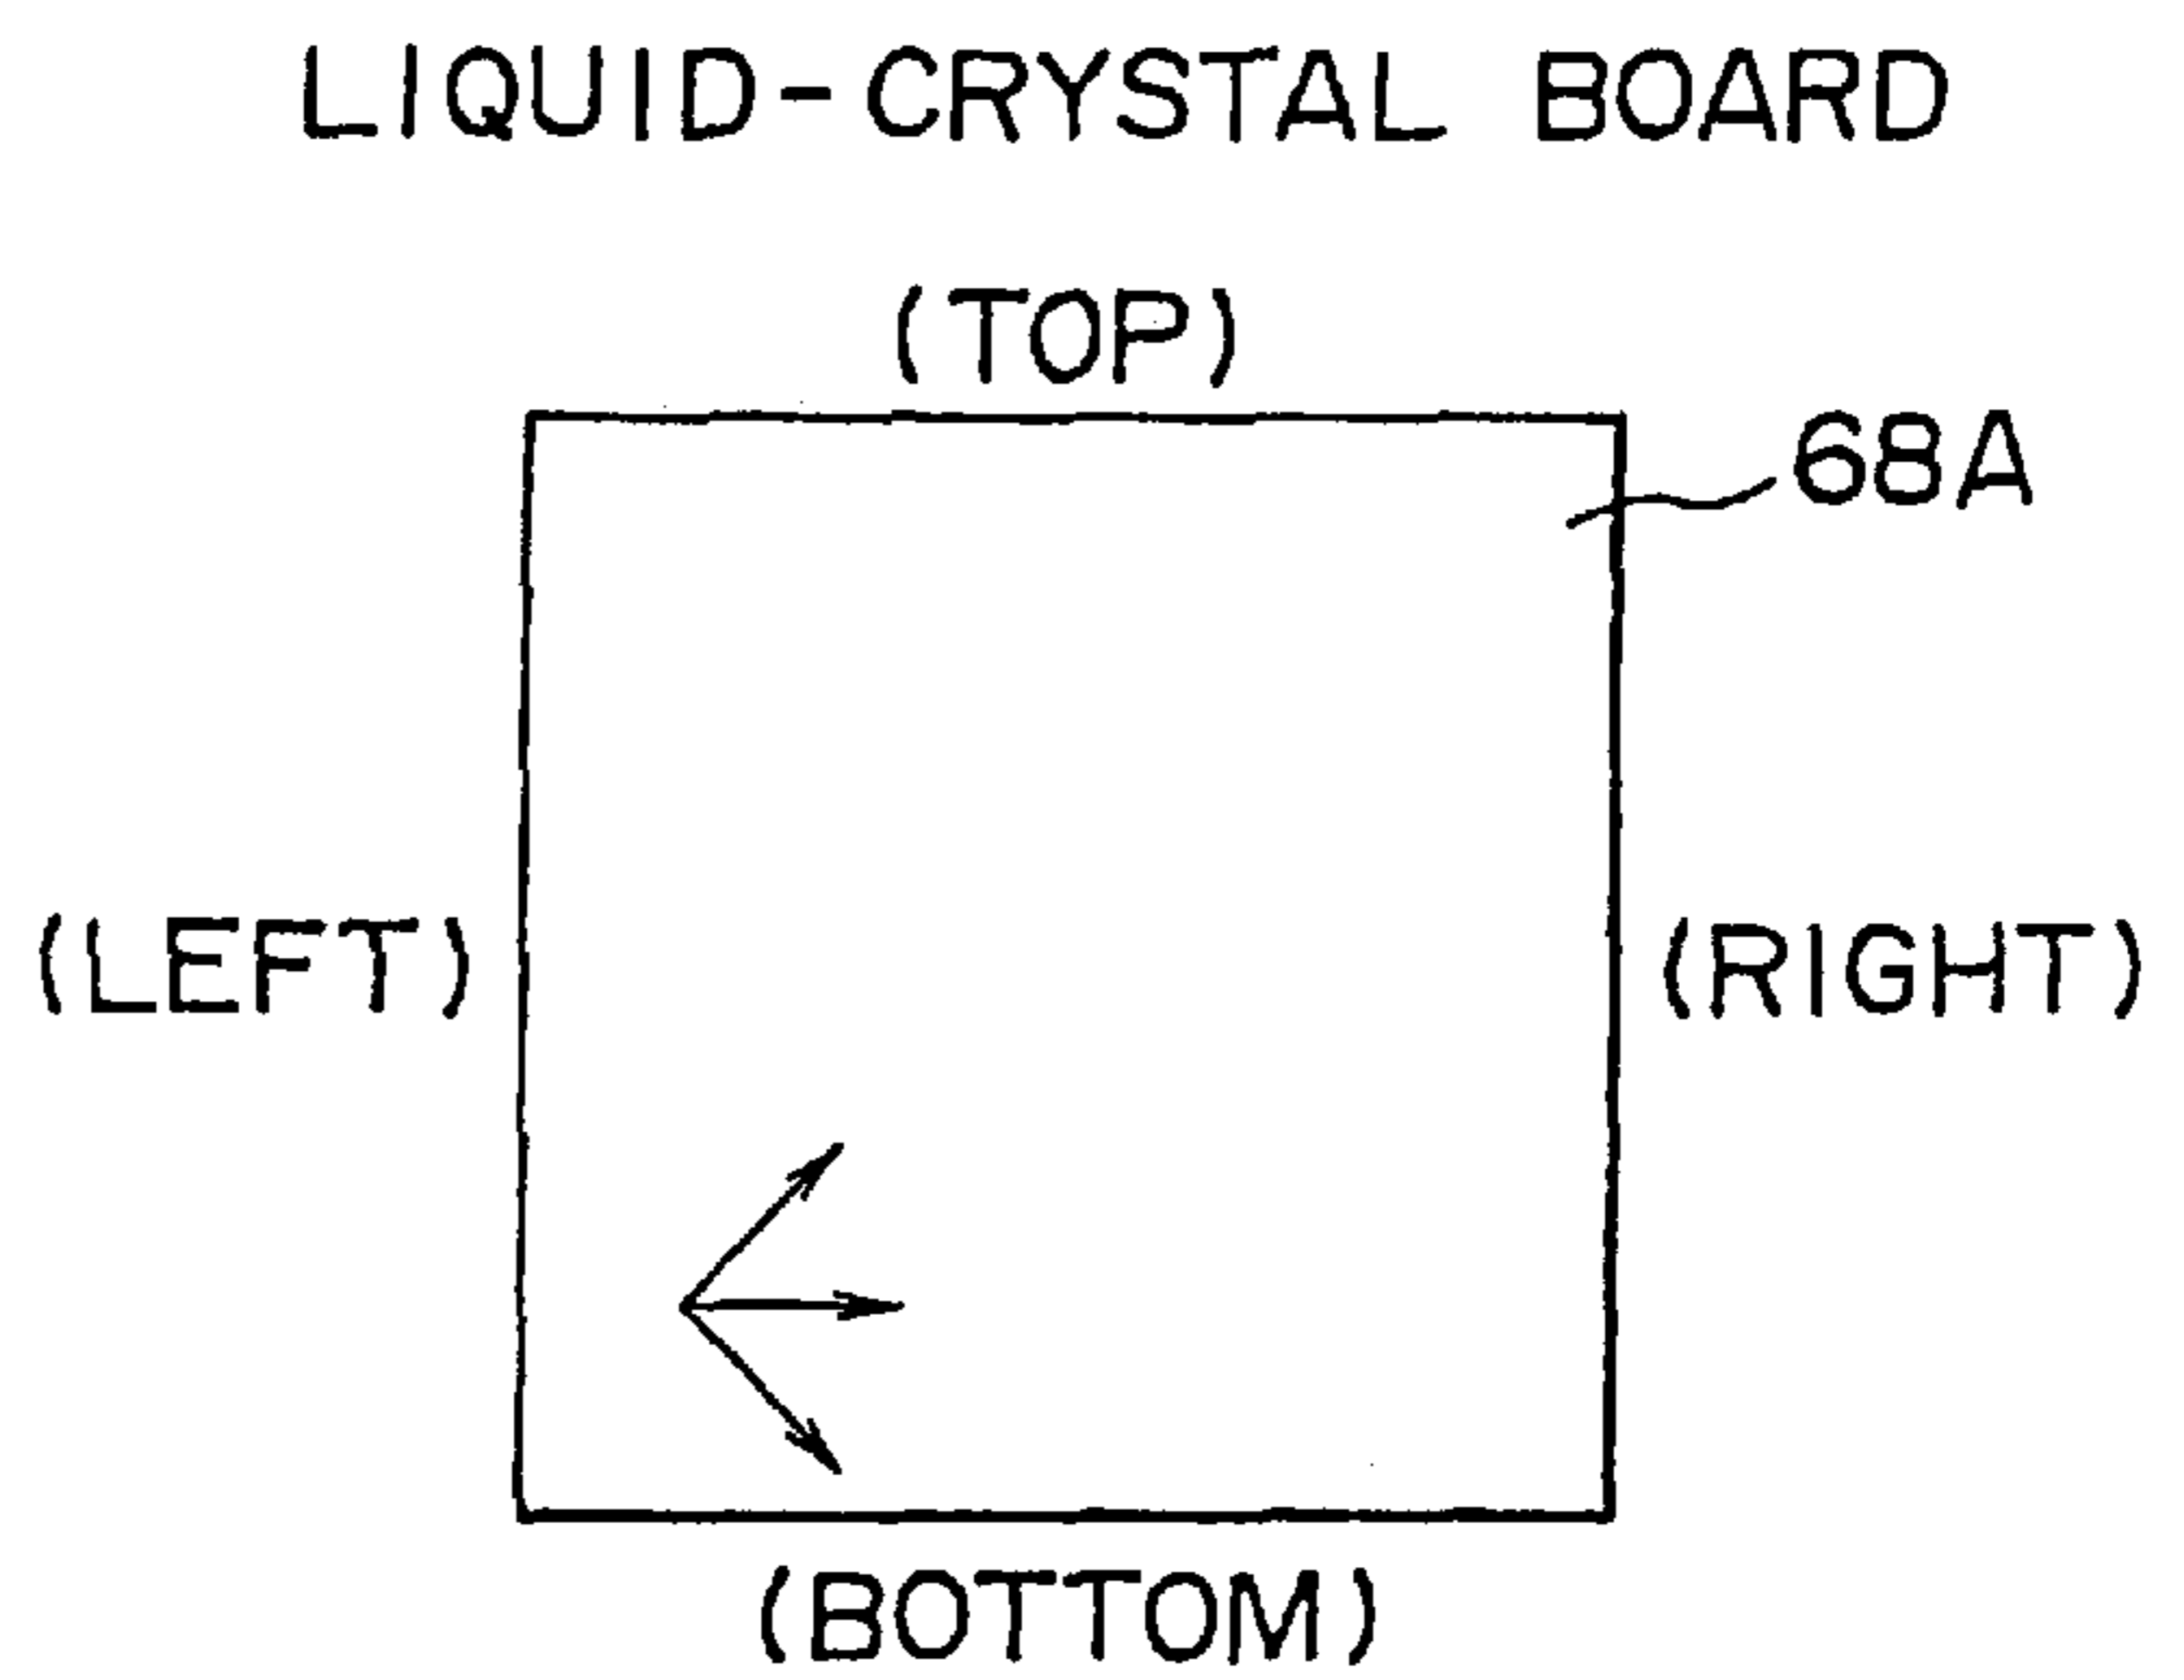 LIQUID-CRYSTAL BOARD
(TOP)
68A
(LEFT)
(RIGHT)
(BOTTOM)